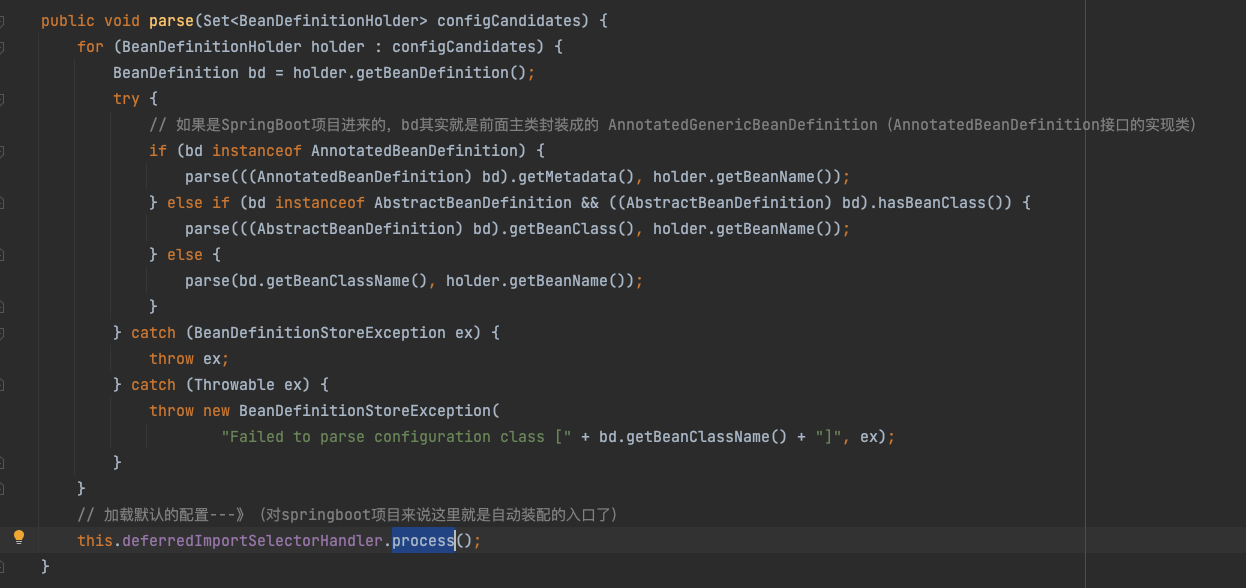 public void parse(Set<BeanDefinitionHolder> configCandidates) {
for (BeanDefinitionHolder holder : configCandidates) {
BeanDefinition bd = holder.getBeanDefinition();
try {
// 如果是SpringBoot项目进来的，bd其实就是前面主类封装成的 AnnotatedGenericBeanDefinition（AnnotatedBeanDefinition接口的实现类）
if (bd instanceof AnnotatedBeanDefinition) {
parse(((AnnotatedBeanDefinition) bd).getMetadata(), holder.getBeanName());
} else if (bd instanceof AbstractBeanDefinition && ((AbstractBeanDefinition) bd).hasBeanClass()) {
parse(((AbstractBeanDefinition) bd).getBeanClass(), holder.getBeanName());
} else {
parse(bd.getBeanClassName(), holder.getBeanName());
}
} catch (BeanDefinitionStoreException ex) {
throw ex;
} catch (Throwable ex) {
throw new BeanDefinitionStoreException(
"Failed to parse configuration class [" + bd.getBeanClassName() + "]", ex);
}
}
// 加载默认的配置---》（对springboot项目来说这里就是自动装配的入口了）
this.deferredImportSelectorHandler.process();
}